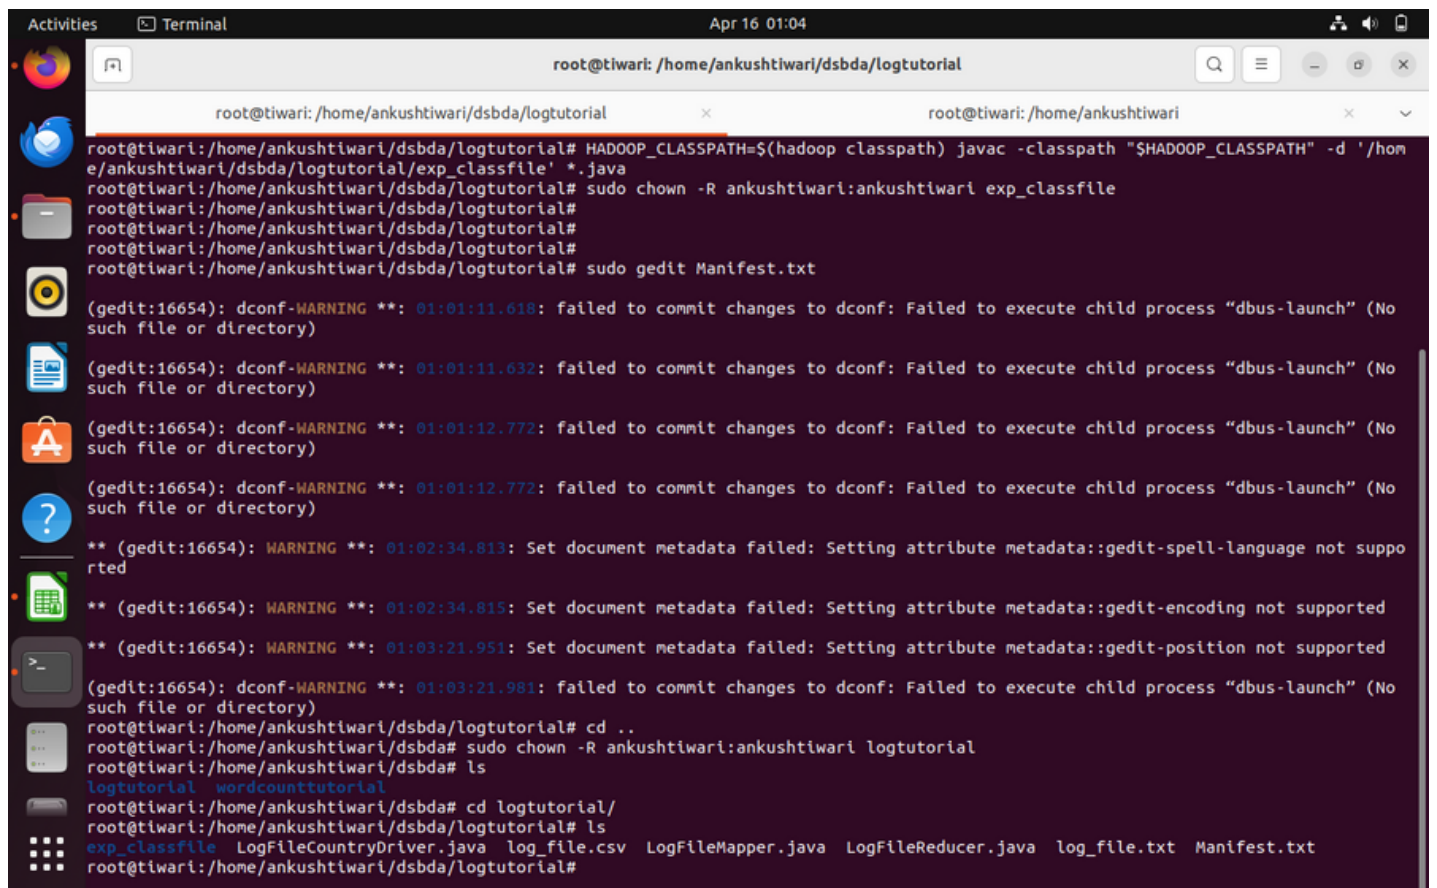 Activities Terminal Apr 16 01:04
root@tiwari: /home/ankushtiwari/dsbda/logtutorial
root@tiwari: /home/ankushtiwari/dsbda/logtutorial root@tiwari: /home/ankushtiwari
root@tiwari:/home/ankushtiwari/dsbda/logtutorial# HADOOP_CLASSPATH=$(hadoop classpath) javac -classpath "$HADOOP_CLASSPATH" -d '/hom
e/ankushtiwari/dsbda/logtutorial/exp_classfile' *.java
root@tiwari:/home/ankushtiwari/dsbda/logtutorial# sudo chown -R ankushtiwari:ankushtiwari exp_classfile
root@tiwari:/home/ankushtiwari/dsbda/logtutorial#
root@tiwari:/home/ankushtiwari/dsbda/logtutorial#
root@tiwari:/home/ankushtiwari/dsbda/logtutorial#
root@tiwari:/home/ankushtiwari/dsbda/logtutorial# sudo gedit Manifest.txt
(gedit:16654): dconf-WARNING **: 01:01:11.618: failed to commit changes to dconf: Failed to execute child process “dbus-launch” (No
such file or directory)
(gedit:16654): dconf-WARNING **: 01:01:11.632: failed to commit changes to dconf: Failed to execute child process “dbus-launch” (No
such file or directory)
(gedit:16654): dconf-WARNING **: 01:01:12.772: failed to commit changes to dconf: Failed to execute child process “dbus-launch” (No
such file or directory)
(gedit:16654): dconf-WARNING **: 01:01:12.772: failed to commit changes to dconf: Failed to execute child process “dbus-launch” (No
such file or directory)
** (gedit:16654): WARNING **: 01:02:34.813: Set document metadata failed: Setting attribute metadata::gedit-spell-language not suppo
rted
** (gedit:16654): WARNING **: 01:02:34.815: Set document metadata failed: Setting attribute metadata::gedit-encoding not supported
** (gedit:16654): WARNING **: 01:03:21.951: Set document metadata failed: Setting attribute metadata::gedit-position not supported
(gedit:16654): dconf-WARNING **: 01:03:21.981: failed to commit changes to dconf: Failed to execute child process “dbus-launch” (No
such file or directory)
root@tiwari:/home/ankushtiwari/dsbda/logtutorial# cd ..
root@tiwari:/home/ankushtiwari/dsbda# sudo chown -R ankushtiwari:ankushtiwari logtutorial
root@tiwari:/home/ankushtiwari/dsbda# ls
logtutorial wordcounttutorial
root@tiwari:/home/ankushtiwari/dsbda# cd logtutorial/
root@tiwari:/home/ankushtiwari/dsbda/logtutorial# ls
exp_classfile LogFileCountryDriver.java log_file.csv LogFileMapper.java LogFileReducer.java log_file.txt Manifest.txt
root@tiwari:/home/ankushtiwari/dsbda/logtutorial#